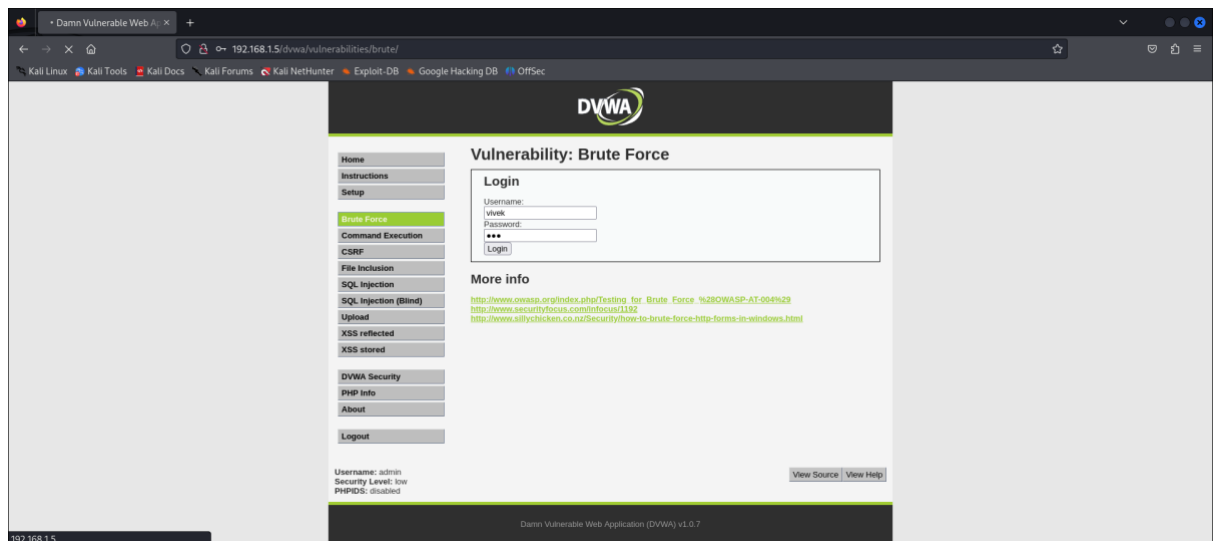 Damn Vulnerable Web Ap
192.168.1.5/dvwa/vulnerabilities/brute/
Kali Linux Kali Tools Kali Docs Kali Forums Kali NetHunter Exploit-DB Google Hacking DB OffSec
DVWA
Home
Instructions
Setup
Brute Force
Command Execution
CSRF
File Inclusion
SQL Injection
SQL Injection (Blind)
Upload
XSS reflected
XSS stored
DVWA Security
PHP Info
About
Logout
Username: admin
Security Level: low
PHPIDS: disabled
Vulnerability: Brute Force
Login
Username:
vivek
Password:
•••
Login
More info
http://www.owasp.org/index.php/Testing_for_Brute_Force_%28OWASP-AT-004%29
http://www.securityfocus.com/infocus/1192
http://www.sillychicken.co.nz/Security/how-to-brute-force-http-forms-in-windows.html
View Source View Help
Damn Vulnerable Web Application (DVWA) v1.0.7
192.168.1.5